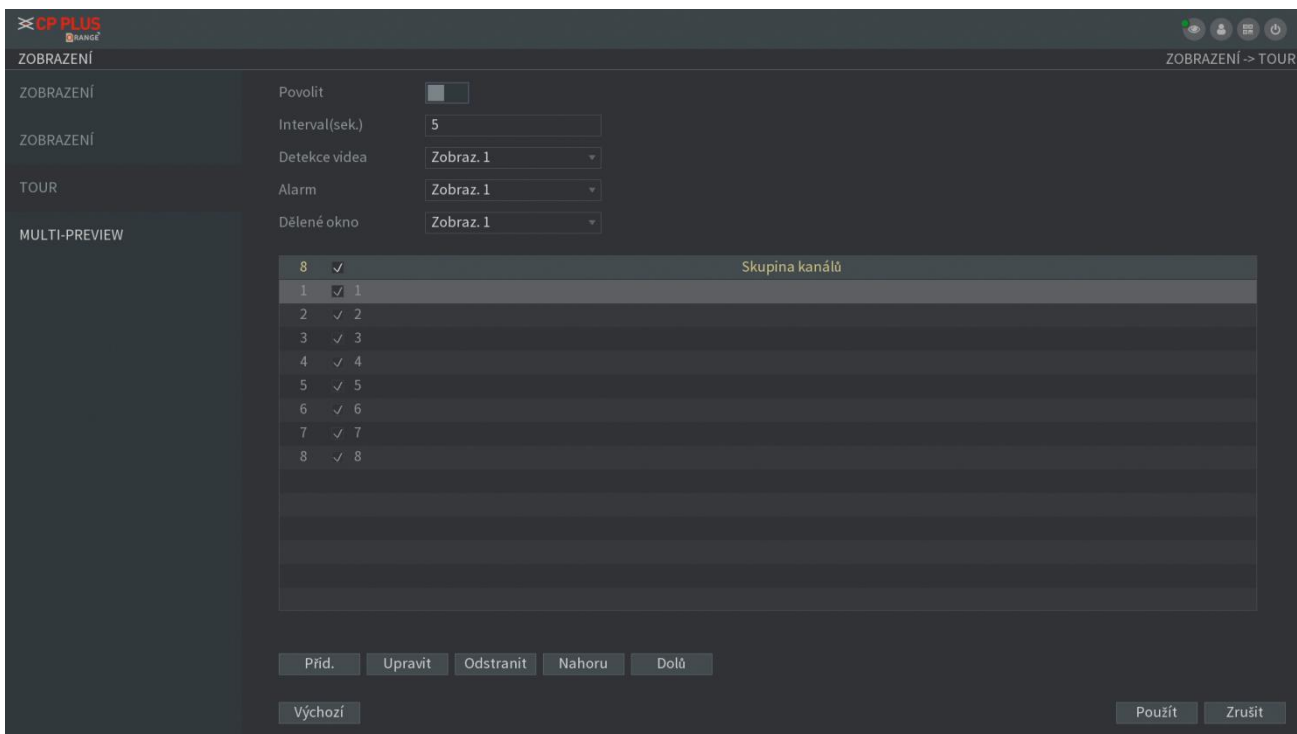 CP PLUS
ORANGE
ZOBRAZENÍ
ZOBRAZENÍ -> TOUR
ZOBRAZENÍ
ZOBRAZENÍ
TOUR
MULTI-PREVIEW
Povolit
Interval(sek.) 5
Detekce videa Zobraz. 1
Alarm Zobraz. 1
Dělené okno Zobraz. 1
8 Skupina kanálů
1 1
2 2
3 3
4 4
5 5
6 6
7 7
8 8
Přid. Upravit Odstranit Nahoru Dolů
Výchozí Použít Zrušit